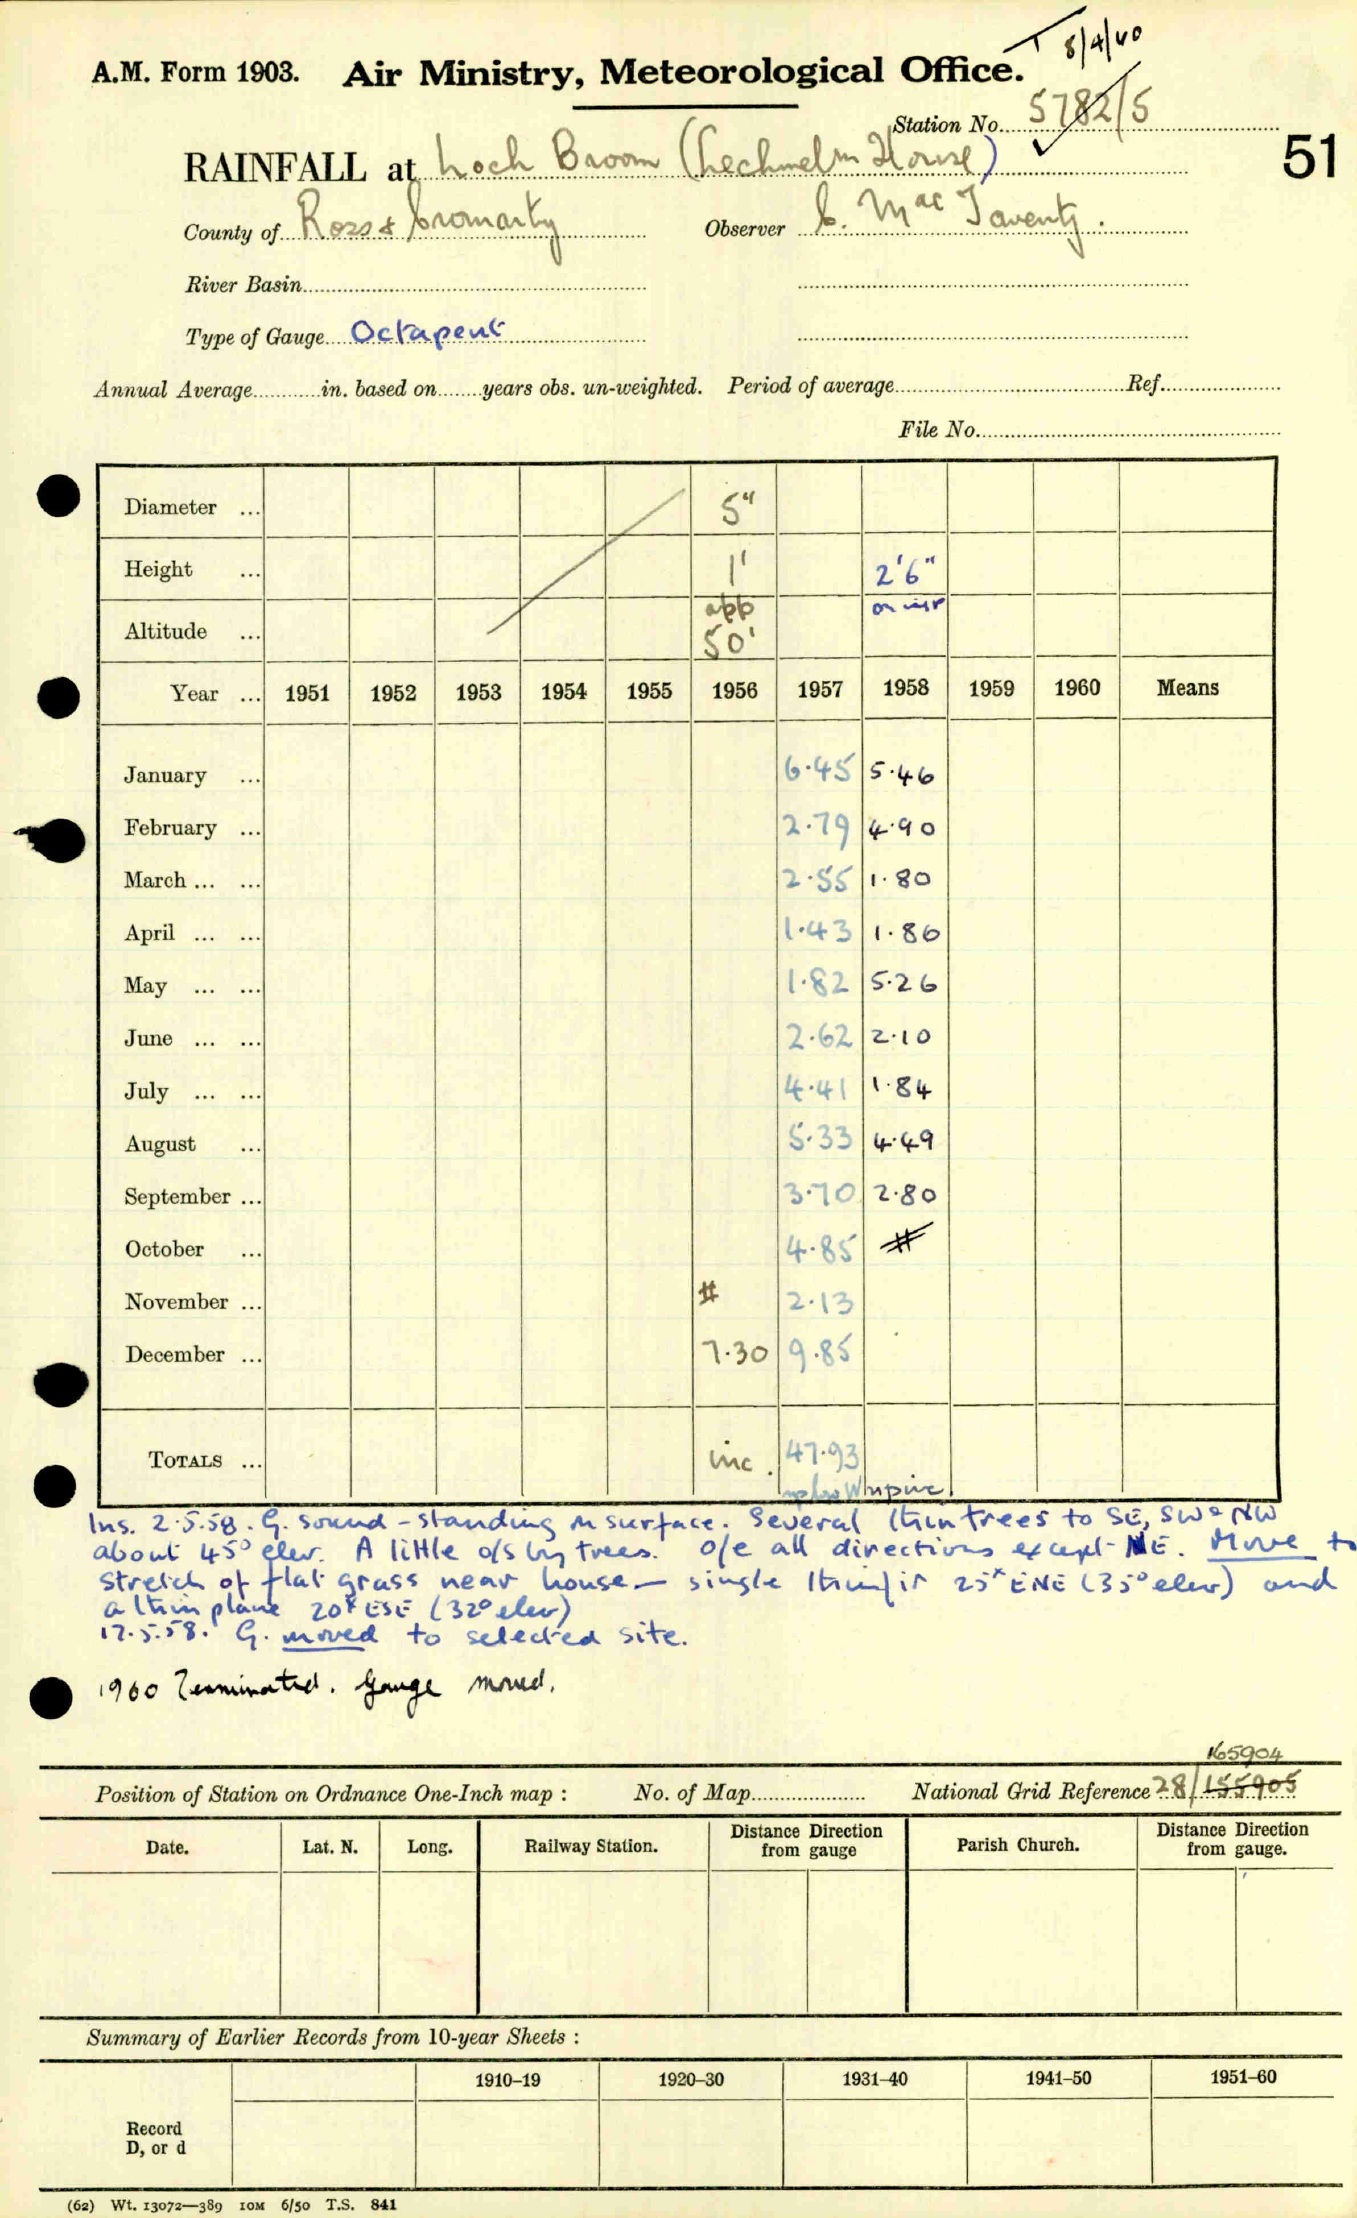 8/4/60
A.M. Form 1903. Air Ministry, Meteorological Office.
Station No. 5782/5
51
RAINFALL at Loch Broom (Lechmelm House)
County of Ross & Cromarty Observer C. Mac Taventy.
River Basin
Type of Gauge Octapent
Annual Average in. based on years obs. un-weighted. Period of average Ref.
File No.
Diameter ... 5"
Height ... 1' 2'6"
app on
Altitude ... 50'
Year ... 1951 1952 1953 1954 1955 1956 1957 1958 1959 1960 Means
January ... 6.45 5.46
February ... 2.79 4.90
March ... ... 2.55 1.80
April ... ... 1.43 1.86
May ... ... 1.82 5.26
June ... ... 2.62 2.10
July ... ... 4.41 1.84
August ... 5.33 4.49
September ... 3.70 2.80
October ... 4.85 #
November ... # 2.13
December ... 7.30 9.85
TOTALS ... inc. 47.93
Ins. 2.5.58. G. sound - standing on surface. Several thin trees to SE, SW & NW
about 45° elev. A little o/s by trees. o/e all directions except NE. Move to
stretch of flat grass near house - single thin fir 25x ENE (35° elev) and
a thin plane 20x ESE (32° elev)
17.5.58. G. moved to selected site.
1960 Terminated. Gauge moved.
165904
Position of Station on Ordnance One-Inch map : No. of Map National Grid Reference 28/155905
Date. Lat. N. Long. Railway Station. Distance Direction from gauge Parish Church. Distance Direction from gauge.
Summary of Earlier Records from 10-year Sheets :
1910–19 1920–30 1931–40 1941–50 1951–60
Record
D, or d
(62) Wt. 13072—389 10M 6/50 T.S. 841